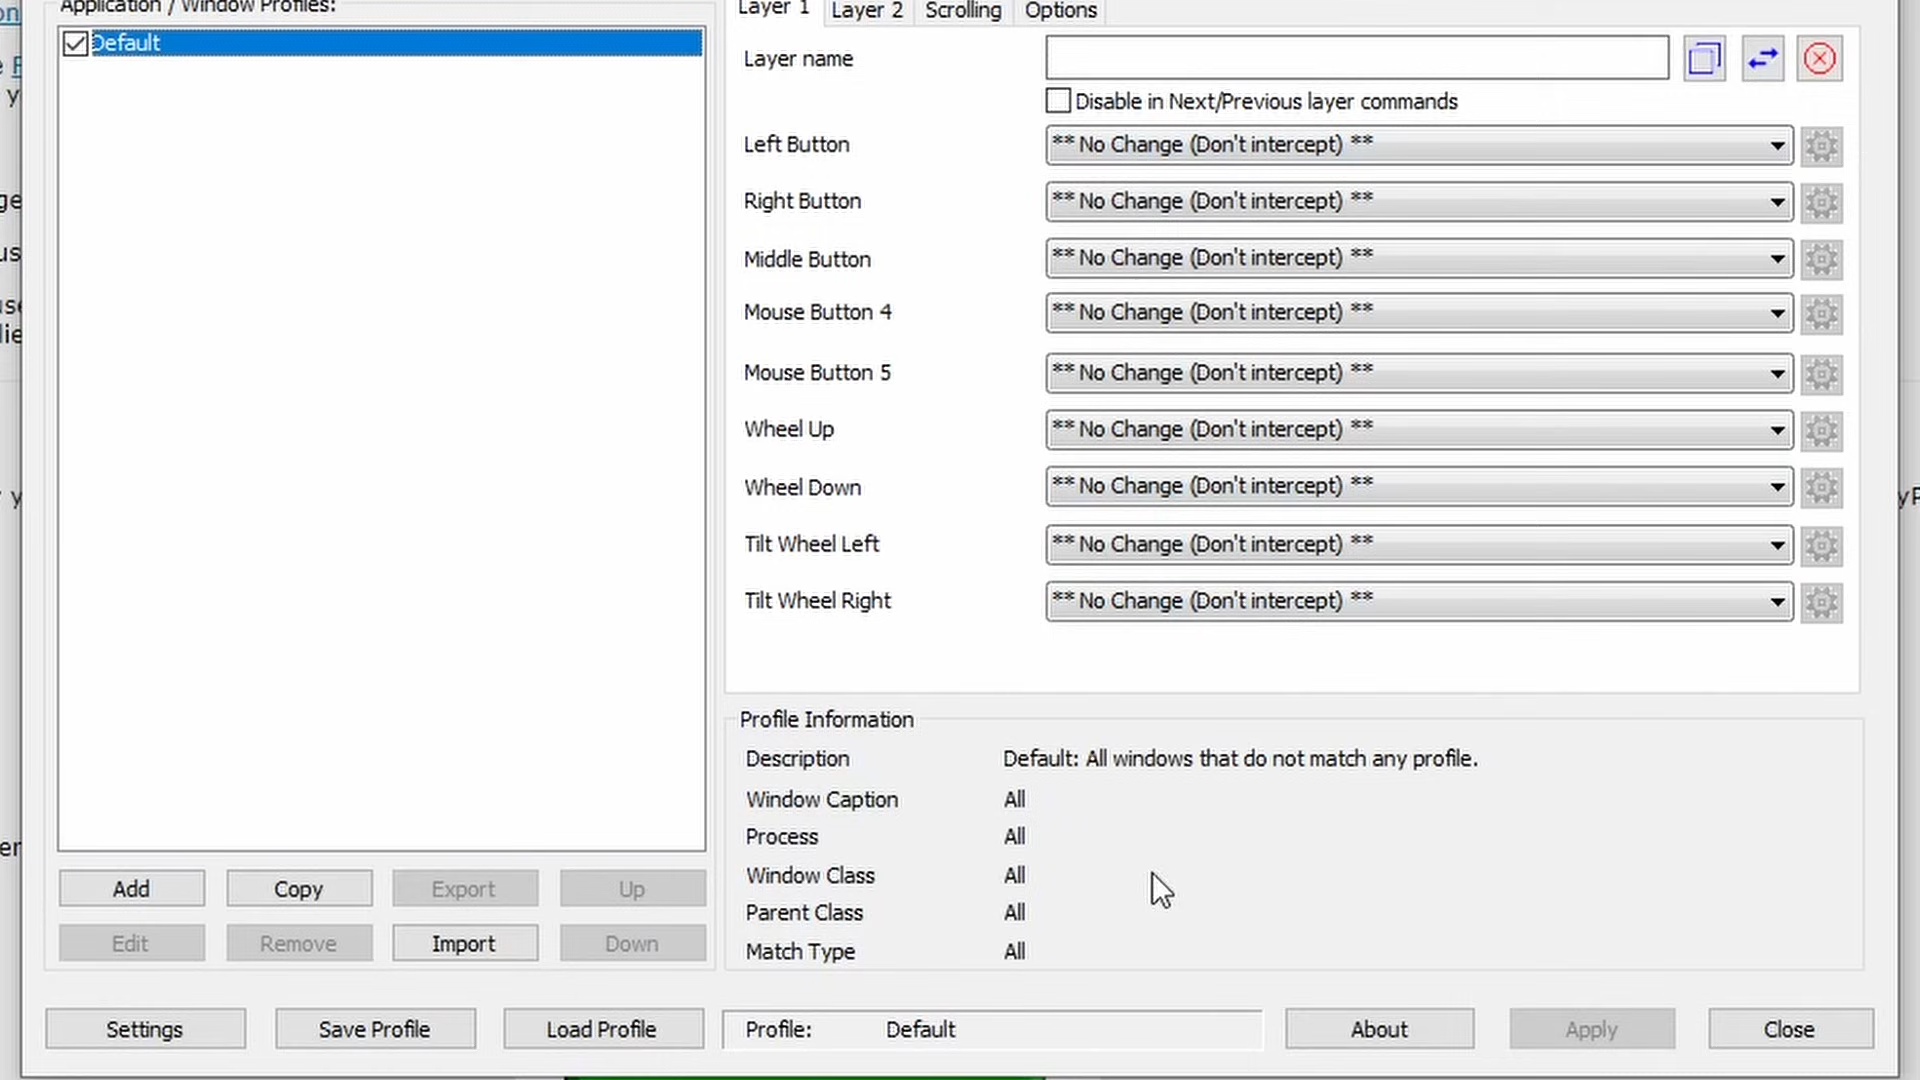 Application / Window Profiles:
Default
Layer 1
Layer 2
Scrolling
Options
Layer name
Disable in Next/Previous layer commands
Left Button
** No Change (Don't intercept) **
Right Button
** No Change (Don't intercept) **
Middle Button
** No Change (Don't intercept) **
Mouse Button 4
** No Change (Don't intercept) **
Mouse Button 5
** No Change (Don't intercept) **
Wheel Up
** No Change (Don't intercept) **
Wheel Down
** No Change (Don't intercept) **
Tilt Wheel Left
** No Change (Don't intercept) **
Tilt Wheel Right
** No Change (Don't intercept) **
Profile Information
Description Default: All windows that do not match any profile.
Window Caption All
Process All
Window Class All
Parent Class All
Match Type All
Add
Copy
Export
Up
Edit
Remove
Import
Down
Settings
Save Profile
Load Profile
Profile: Default
About
Apply
Close